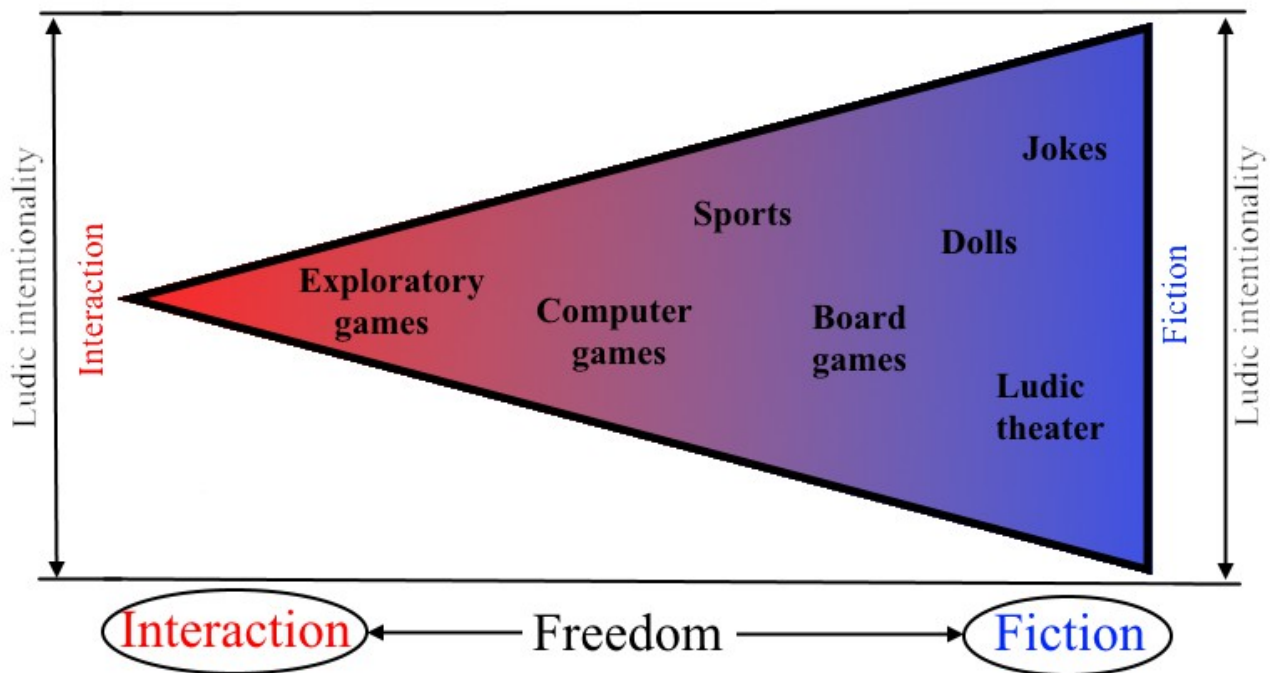 Ludic intentionality
Interaction
Exploratory
games
Computer
games
Sports
Board
games
Dolls
Jokes
Ludic
theater
Fiction
Ludic intentionality
Interaction
Freedom
Fiction